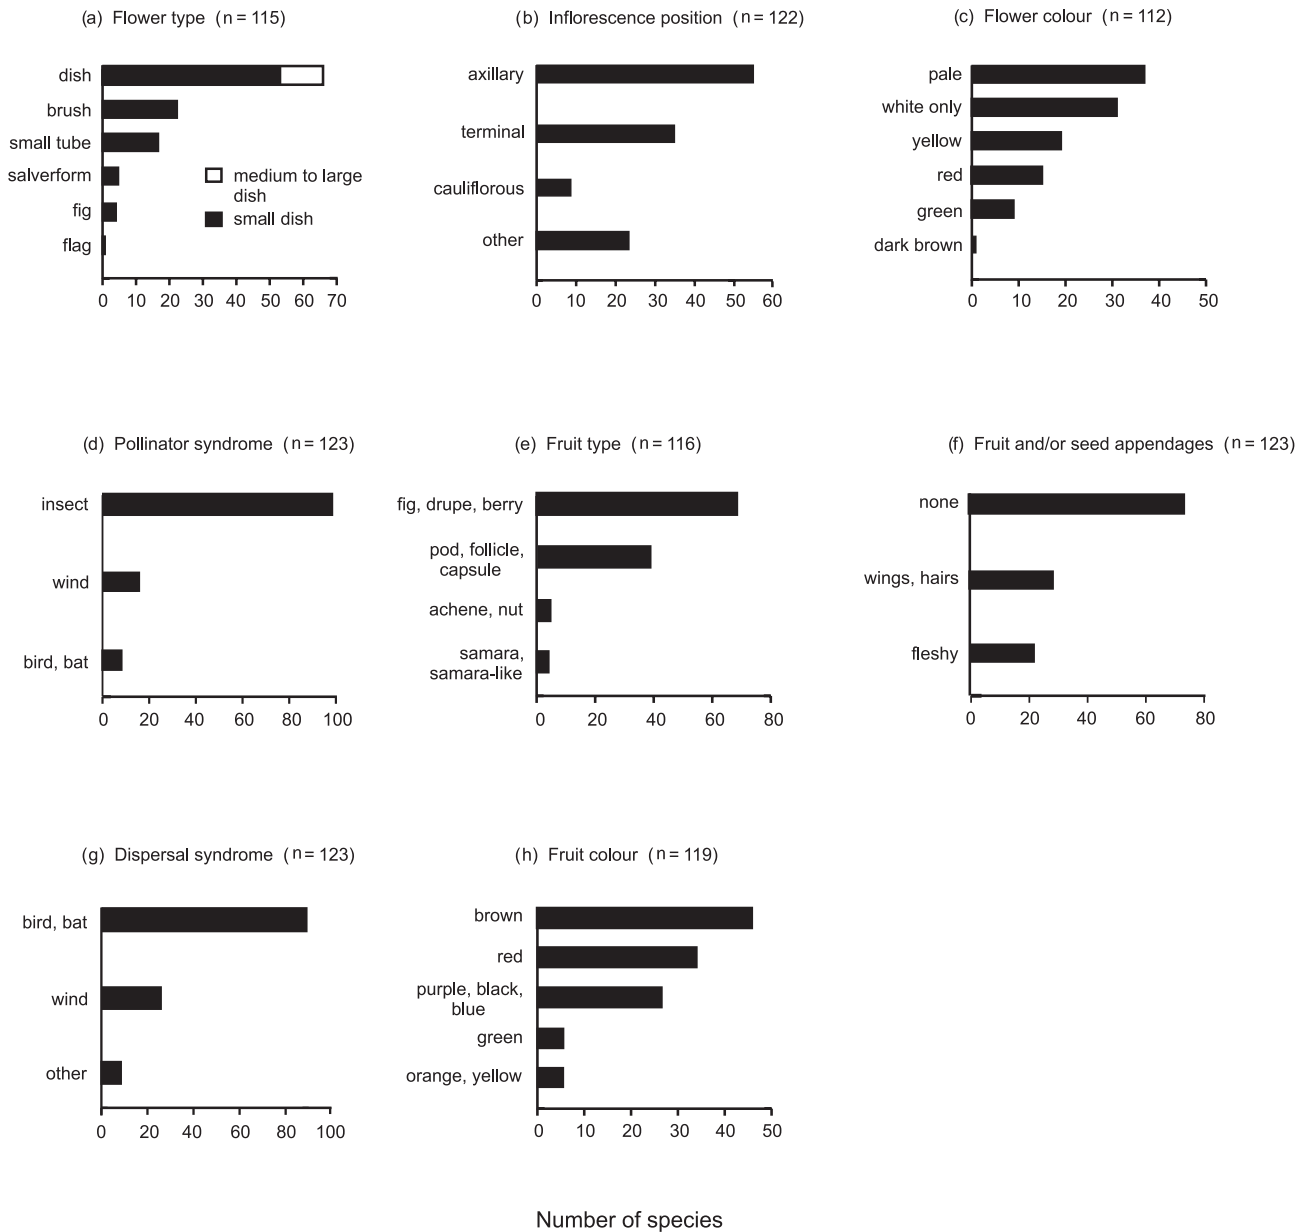 (a) Flower type (n = 115)
dish
brush
small tube
salverform
fig
flag
medium to large
dish
small dish
0 10 20 30 40 50 60 70
(b) Inflorescence position (n = 122)
axillary
terminal
cauliflorous
other
0 10 20 30 40 50 60
(c) Flower colour (n = 112)
pale
white only
yellow
red
green
dark brown
0 10 20 30 40 50
(d) Pollinator syndrome (n = 123)
insect
wind
bird, bat
0 20 40 60 80 100
(e) Fruit type (n = 116)
fig, drupe, berry
pod, follicle,
capsule
achene, nut
samara,
samara-like
0 20 40 60 80
(f) Fruit and/or seed appendages (n = 123)
none
wings, hairs
fleshy
0 20 40 60 80
(g) Dispersal syndrome (n = 123)
bird, bat
wind
other
0 20 40 60 80 100
(h) Fruit colour (n = 119)
brown
red
purple, black,
blue
green
orange, yellow
0 10 20 30 40 50
Number of species